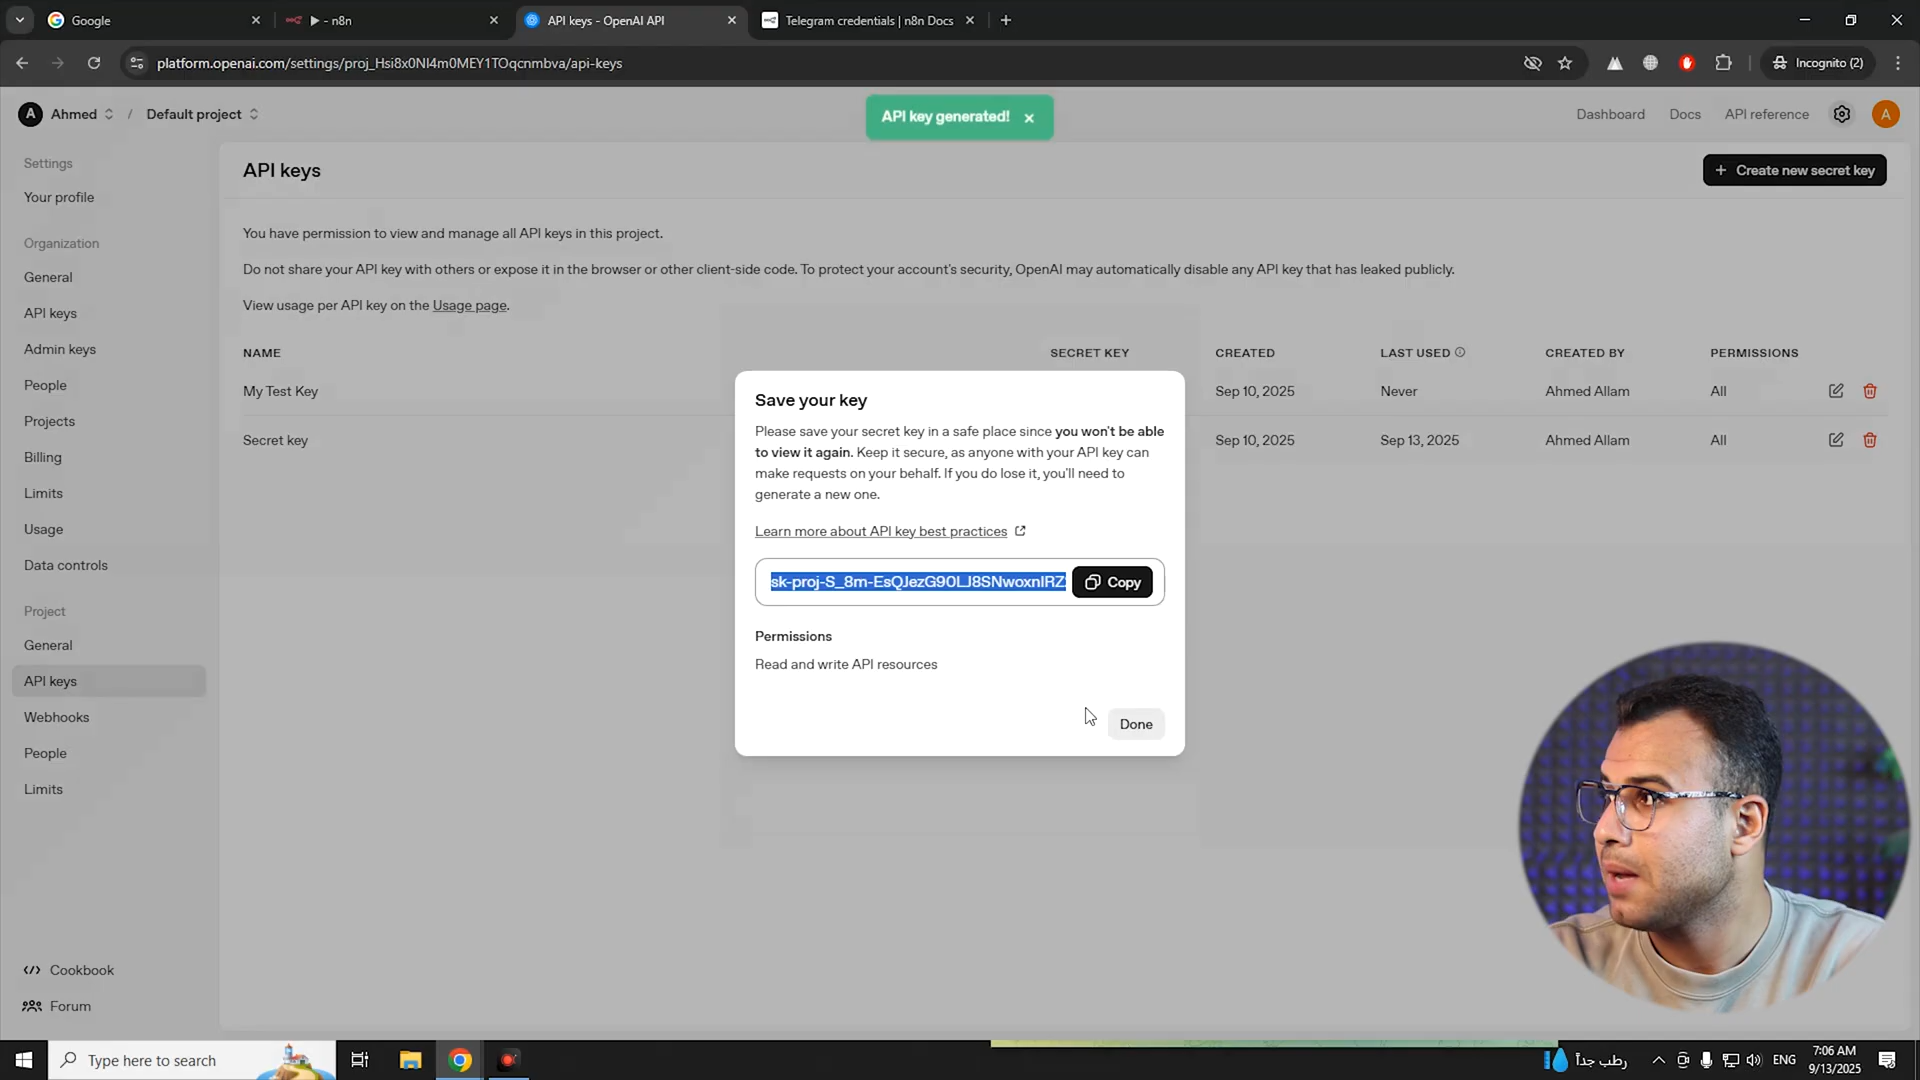 Google
- n8n
API keys - OpenAI API
Telegram credentials | n8n Docs
platform.openai.com/settings/proj_Hsi8x0Nl4m0MEY1TOqcnmbva/api-keys
Incognito (2)
A Ahmed / Default project
API key generated!
Dashboard Docs API reference A
Settings
Your profile
Organization
General
API keys
Admin keys
People
Projects
Billing
Limits
Usage
Data controls
Project
General
API keys
Webhooks
People
Limits
Cookbook
Forum
API keys
+ Create new secret key
You have permission to view and manage all API keys in this project.
Do not share your API key with others or expose it in the browser or other client-side code. To protect your account's security, OpenAI may automatically disable any API key that has leaked publicly.
View usage per API key on the Usage page.
NAME SECRET KEY CREATED LAST USED CREATED BY PERMISSIONS
My Test Key Sep 10, 2025 Never Ahmed Allam All
Secret key Sep 10, 2025 Sep 13, 2025 Ahmed Allam All
Save your key
Please save your secret key in a safe place since you won't be able
to view it again. Keep it secure, as anyone with your API key can
make requests on your behalf. If you do lose it, you'll need to
generate a new one.
Learn more about API key best practices
sk-proj-S_8m-EsQJezG90LJ8SNwoxnIRZ
Copy
Permissions
Read and write API resources
Done
Type here to search
رطب جداً
ENG
7:06 AM
9/13/2025